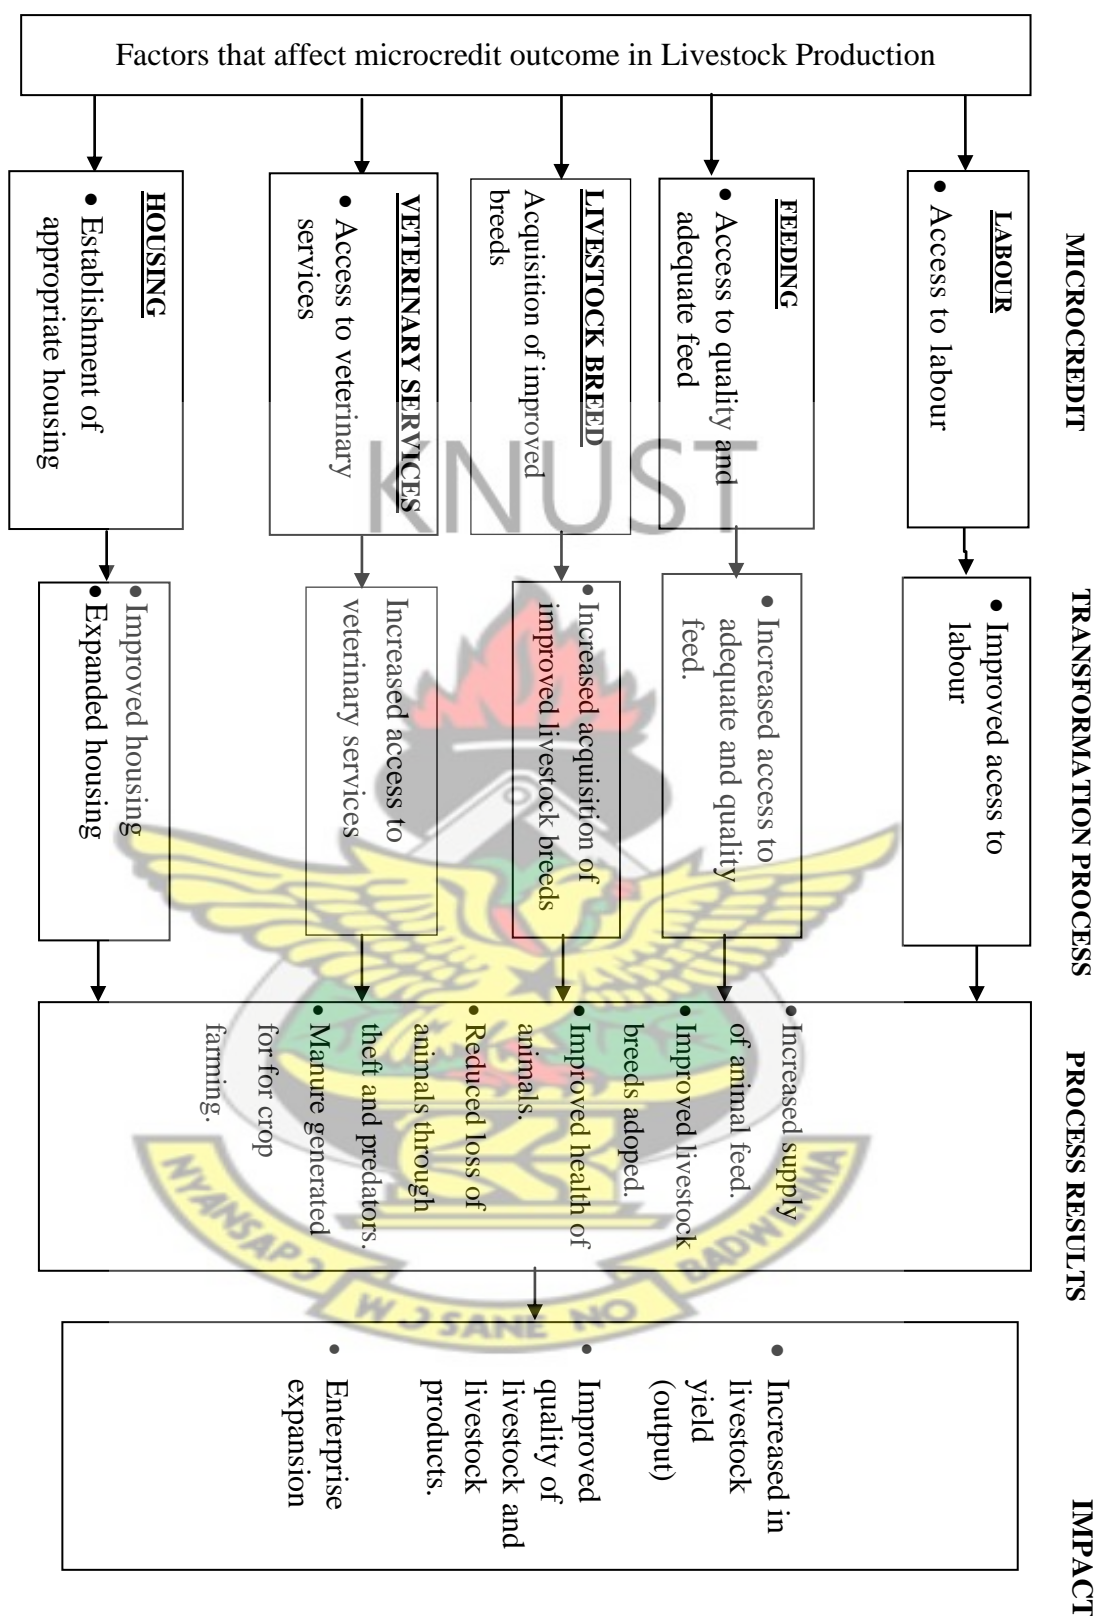 Factors that affect microcredit outcome in Livestock Production
MICROCREDIT
LABOUR
• Access to labour
FEEDING
• Access to quality and
adequate feed
LIVESTOCK BREED
Acquisition of improved
breeds
VETERINARY SERVICES
• Access to veterinary
services
HOUSING
• Establishment of
appropriate housing
TRANSFORMATION PROCESS
• Improved acess to
labour
• Increased access to
adequate and quality
feed.
• Increased acquisition of
improved livestock breeds
Increased access to
veterinary services
• Improved housing
• Expanded housing
PROCESS RESULTS
• Increased supply
of animal feed.
• Improved livestock
breeds adopted.
• Improved health of
animals.
• Reduced loss of
animals through
theft and predators.
• Manure generated
for for crop
farming.
IMPACT
• Increased in
livestock
yield
(output)
• Improved
quality of
livestock and
livestock
products.
• Enterprise
expansion
KNUST
NYANSAPƆ
W Ɔ SANE NO
BADWEMMA